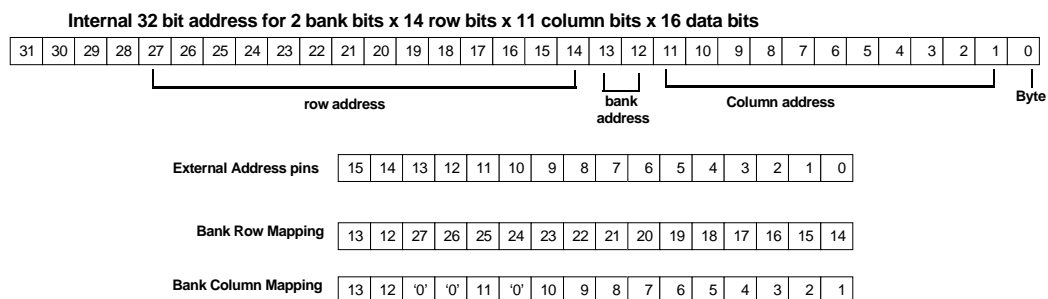 Internal 32 bit address for 2 bank bits x 14 row bits x 11 column bits x 16 data bits
31 30 29 28 27 26 25 24 23 22 21 20 19 18 17 16 15 14 13 12 11 10 9 8 7 6 5 4 3 2 1 0
row address bank address Column address Byte
External Address pins 15 14 13 12 11 10 9 8 7 6 5 4 3 2 1 0
Bank Row Mapping 13 12 27 26 25 24 23 22 21 20 19 18 17 16 15 14
Bank Column Mapping 13 12 ‘0’ ‘0’ 11 ‘0’ 10 9 8 7 6 5 4 3 2 1